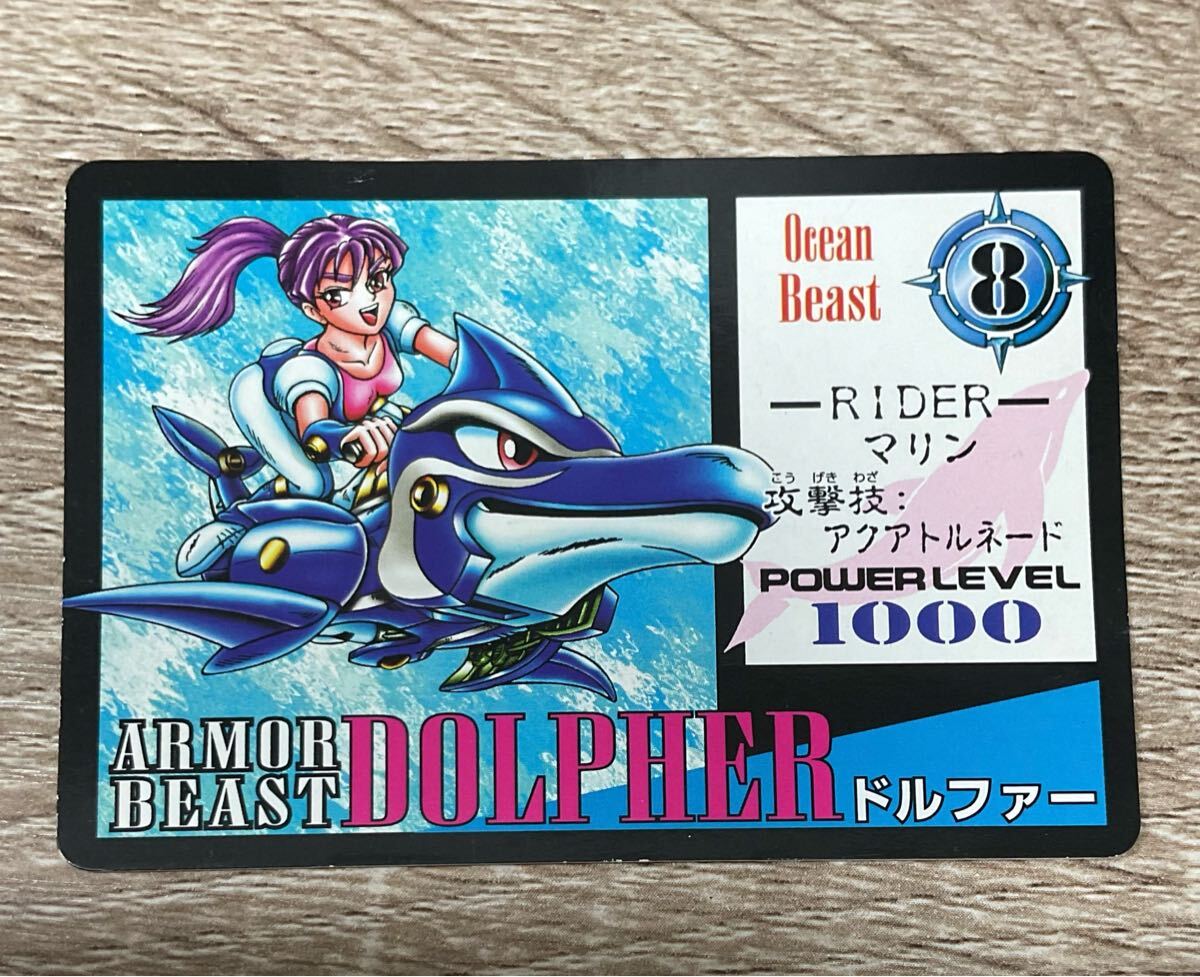 Ocean
Beast
8
RIDER
マリン
こうげきわざ
攻撃技:
アクアトルネード
POWER LEVEL
1000
ARMOR
BEAST
DOLPHER
ドルファー